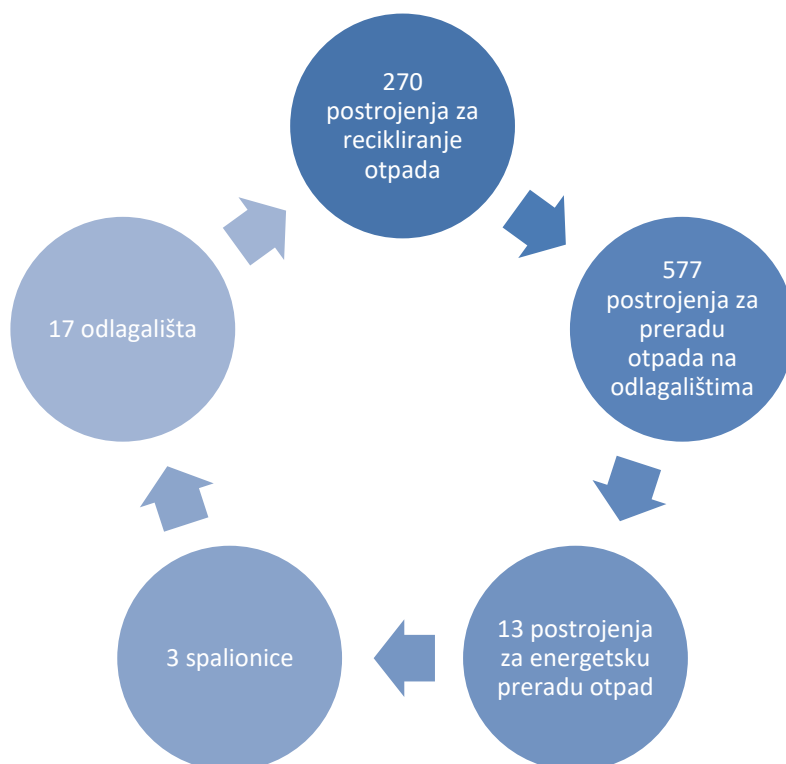 270
postrojenja za
recikliranje
otpada
577
postrojenja za
preradu
otpada na
odlagalištima
13 postrojenja
za energetsku
preradu otpad
3 spalionice
17 odlagališta